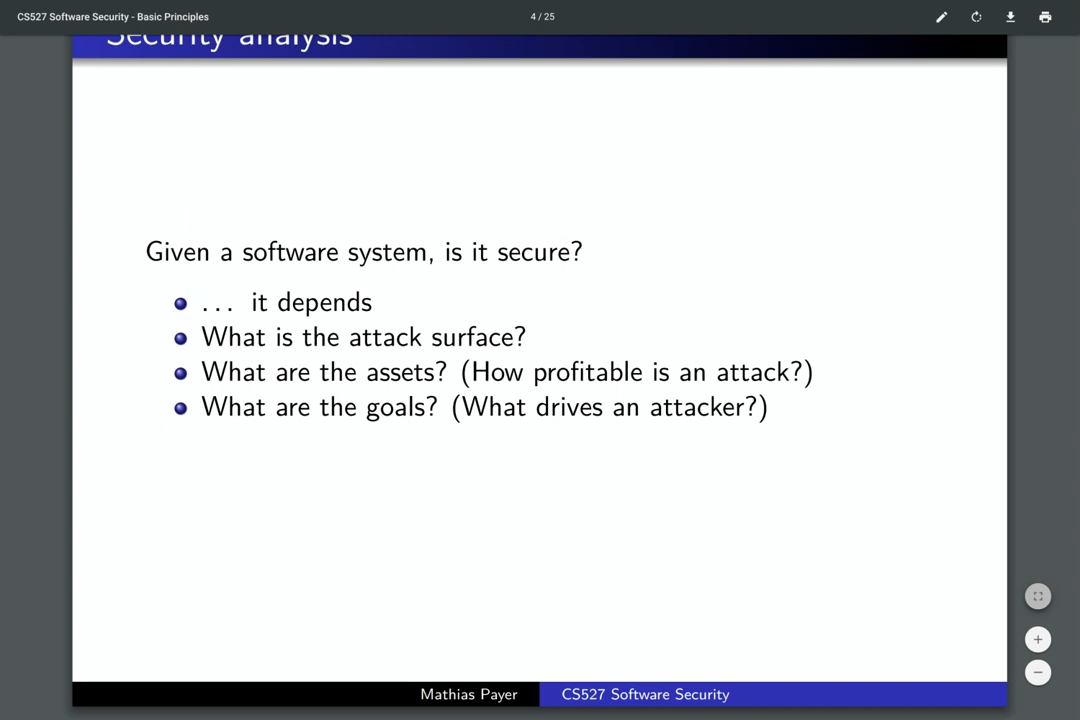 CS527 Software Security - Basic Principles
4 / 25
Security analysis
Given a software system, is it secure?
... it depends
What is the attack surface?
What are the assets? (How profitable is an attack?)
What are the goals? (What drives an attacker?)
Mathias Payer
CS527 Software Security